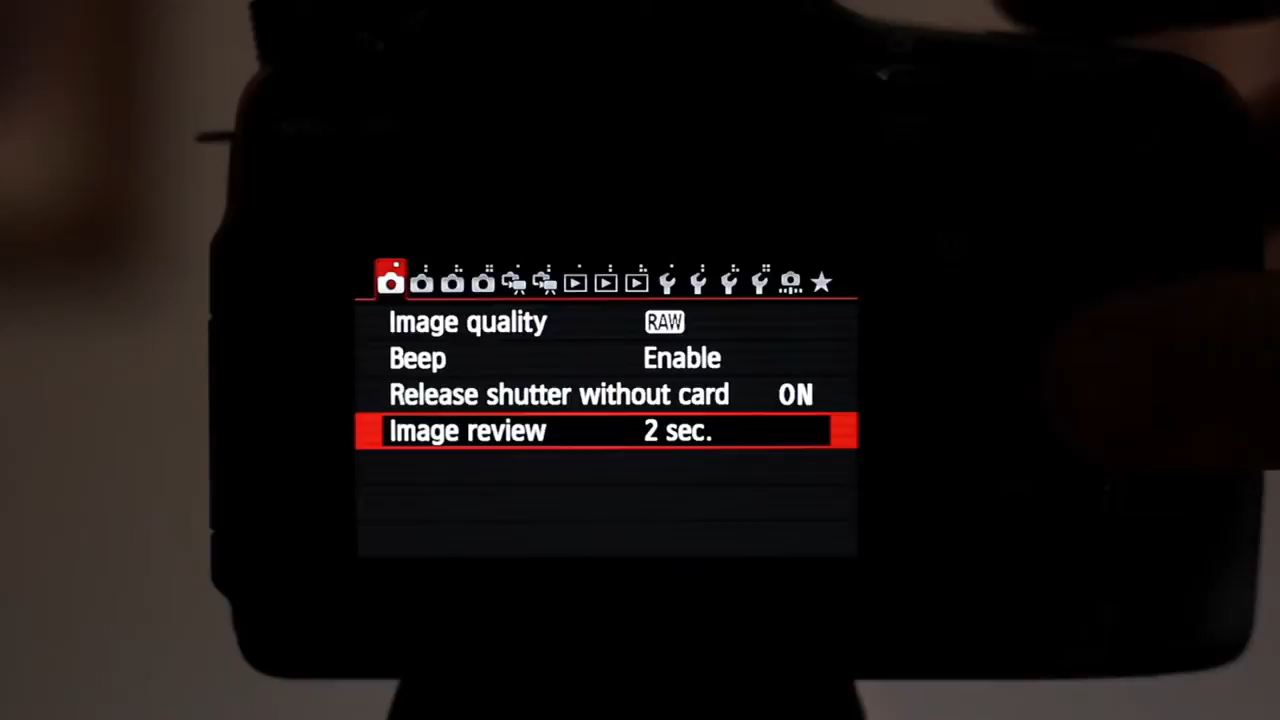 Image quality RAW
Beep Enable
Release shutter without card ON
Image review 2 sec.